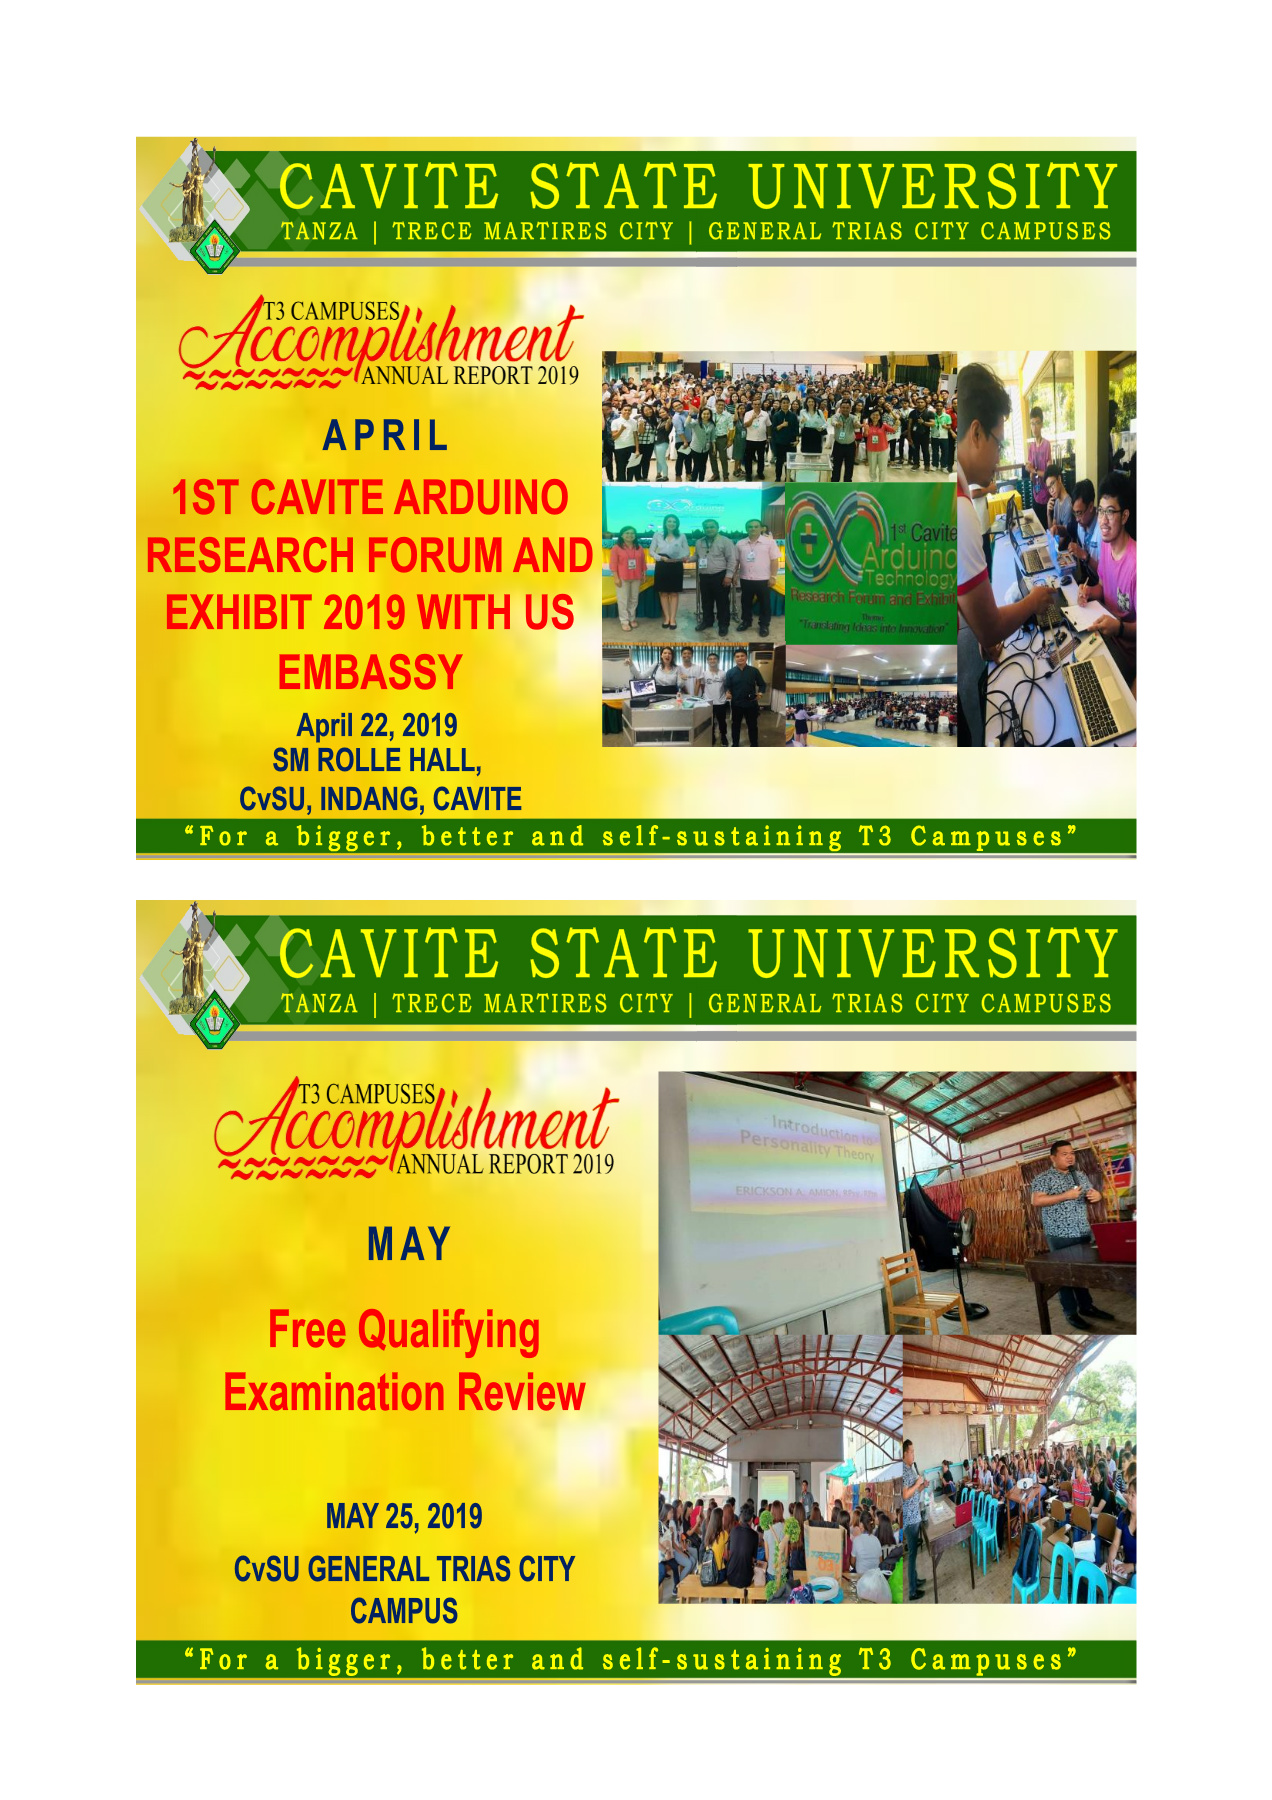 CAVITE STATE UNIVERSITY
TANZA | TRECE MARTIRES CITY | GENERAL TRIAS CITY CAMPUSES
T3 CAMPUSES
Accomplishment
ANNUAL REPORT 2019
APRIL
1ST CAVITE ARDUINO
RESEARCH FORUM AND
EXHIBIT 2019 WITH US
EMBASSY
April 22, 2019
SM ROLLE HALL,
CvSU, INDANG, CAVITE
1st Cavite
Arduino
Technology
Research Forum and Exhibit
Theme:
"Translating Ideas into Innovation"
“For a bigger, better and self-sustaining T3 Campuses”
CAVITE STATE UNIVERSITY
TANZA | TRECE MARTIRES CITY | GENERAL TRIAS CITY CAMPUSES
T3 CAMPUSES
Accomplishment
ANNUAL REPORT 2019
MAY
Free Qualifying
Examination Review
MAY 25, 2019
CvSU GENERAL TRIAS CITY
CAMPUS
Introduction to
Personality Theory
ERICKSON A.
“For a bigger, better and self-sustaining T3 Campuses”